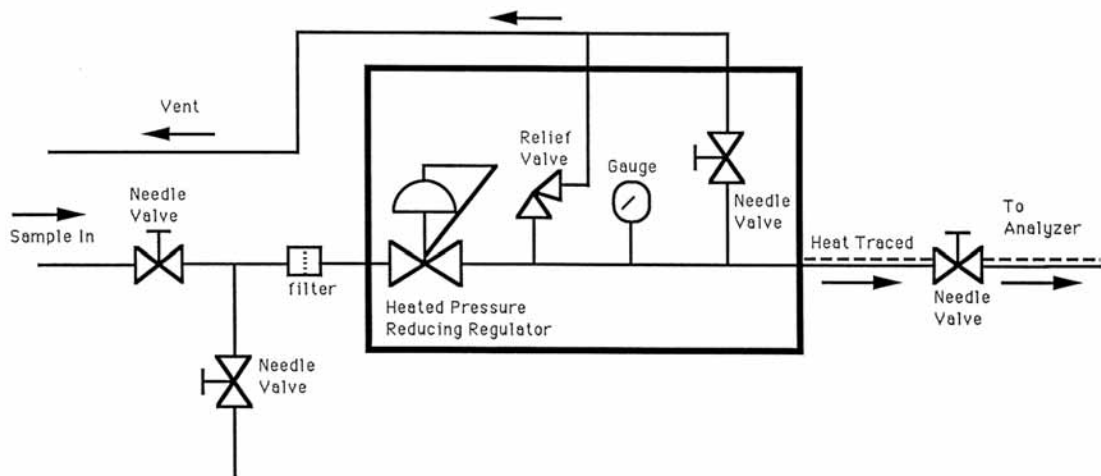 Vent
Relief
Valve
Gauge
Needle
Valve
Needle
Valve
Sample In
To
Analyzer
Heat Traced
filter
Heated Pressure
Reducing Regulator
Needle
Valve
Needle
Valve